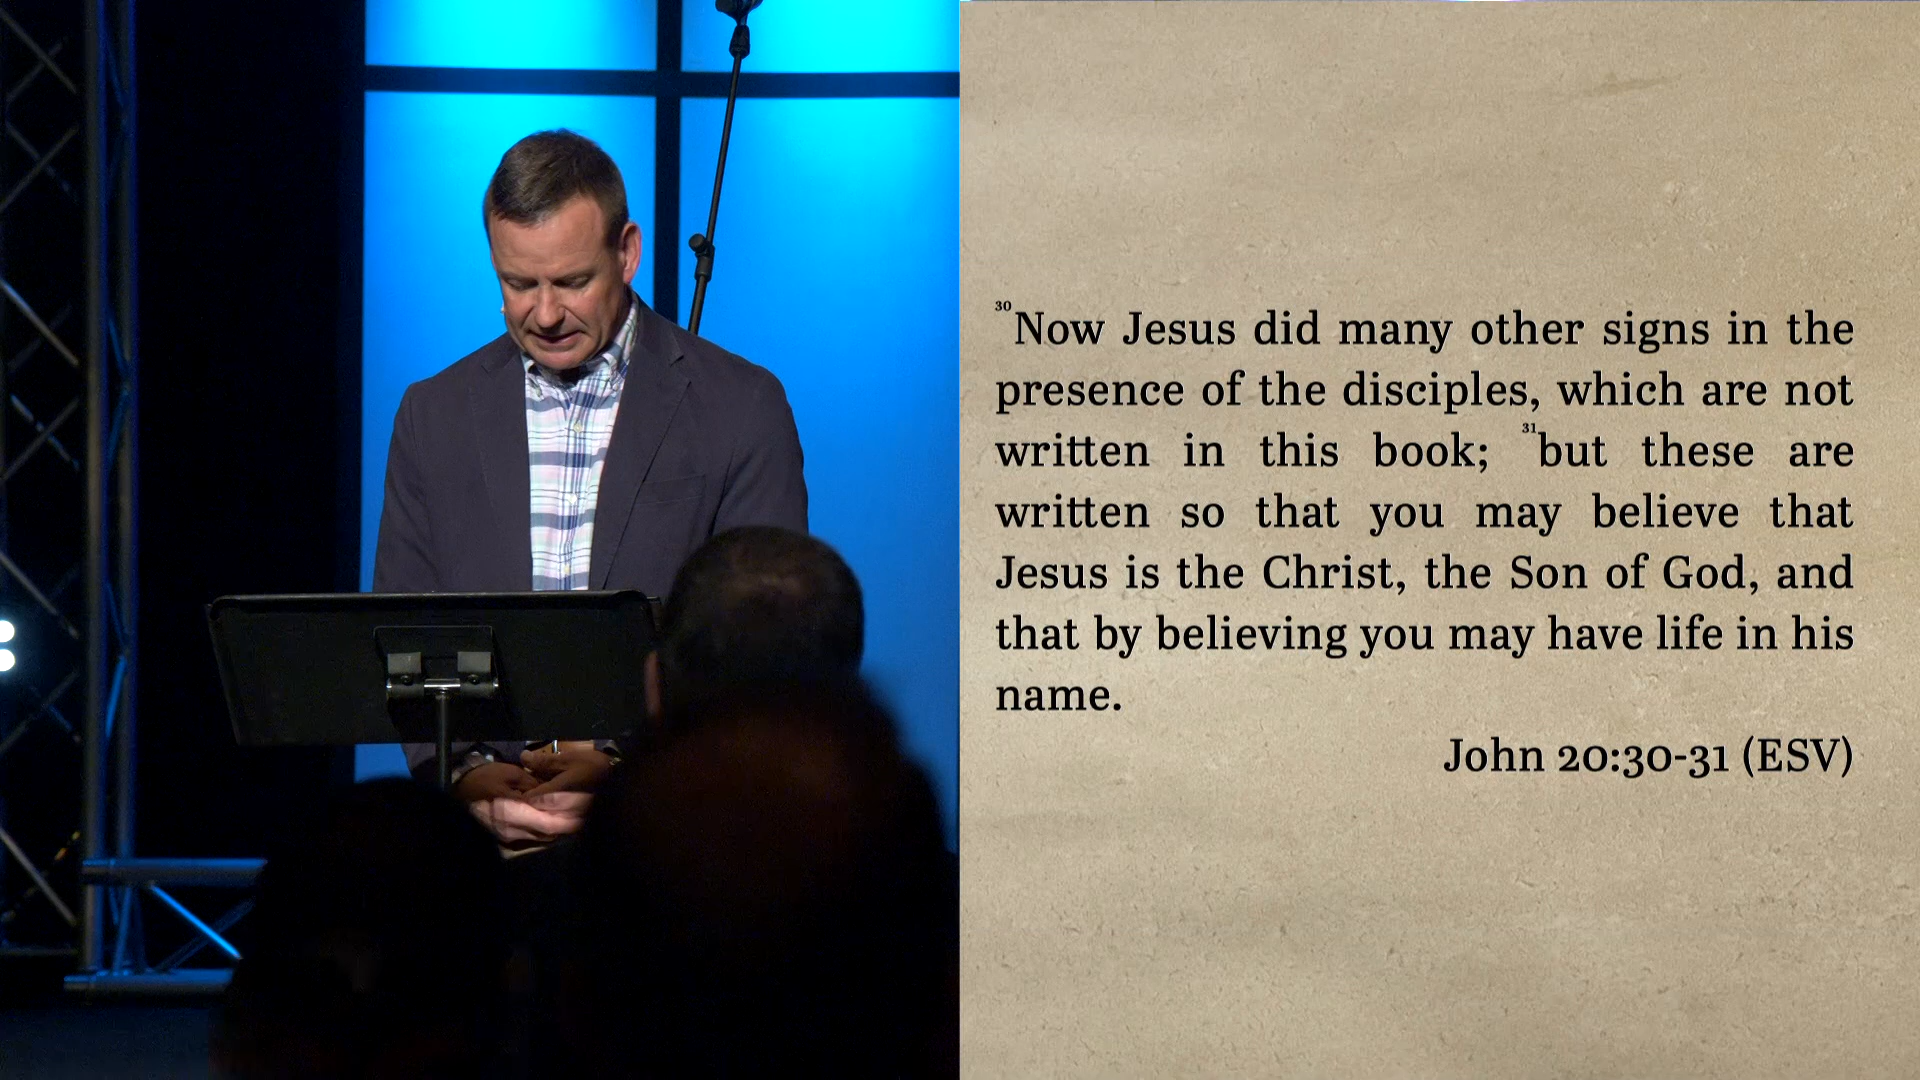 30Now Jesus did many other signs in the
presence of the disciples, which are not
written in this book; 31but these are
written so that you may believe that
Jesus is the Christ, the Son of God, and
that by believing you may have life in his
name.
John 20:30-31 (ESV)